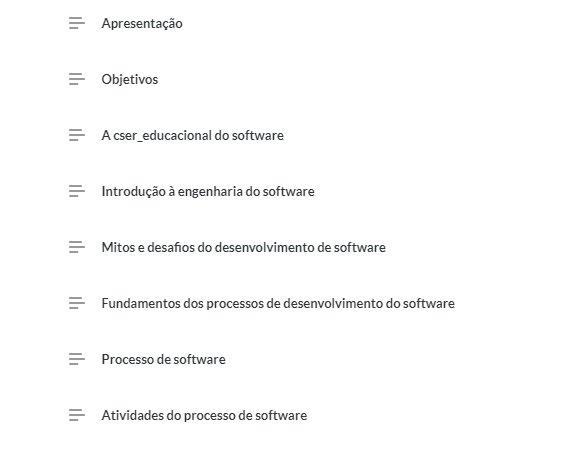 Apresentação
Objetivos
A cser_educacional do software
Introdução à engenharia do software
Mitos e desafios do desenvolvimento de software
Fundamentos dos processos de desenvolvimento do software
Processo de software
Atividades do processo de software